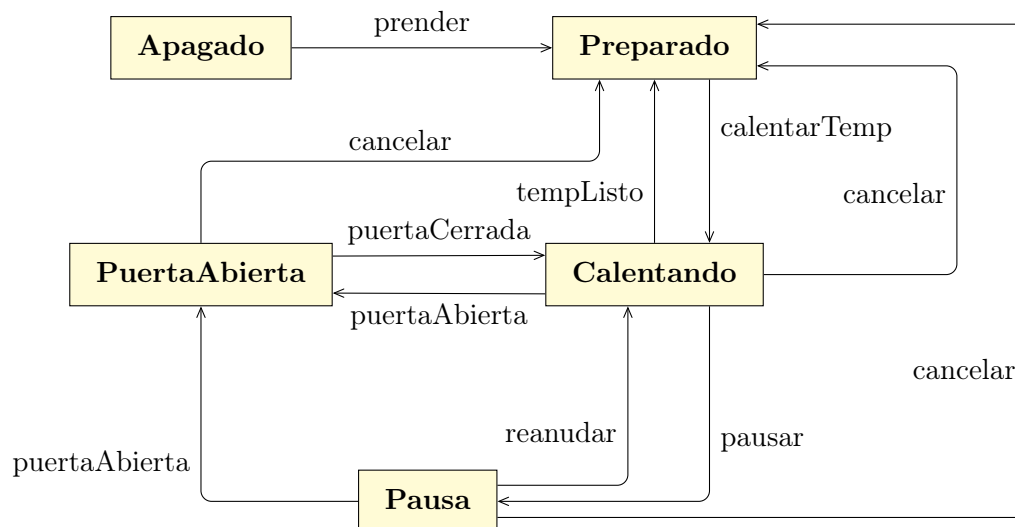 prender
Apagado
Preparado
cancelar
calentarTemp
tempListo
cancelar
puertaCerrada
PuertaAbierta
Calentando
puertaAbierta
cancelar
reanudar
pausar
puertaAbierta
Pausa